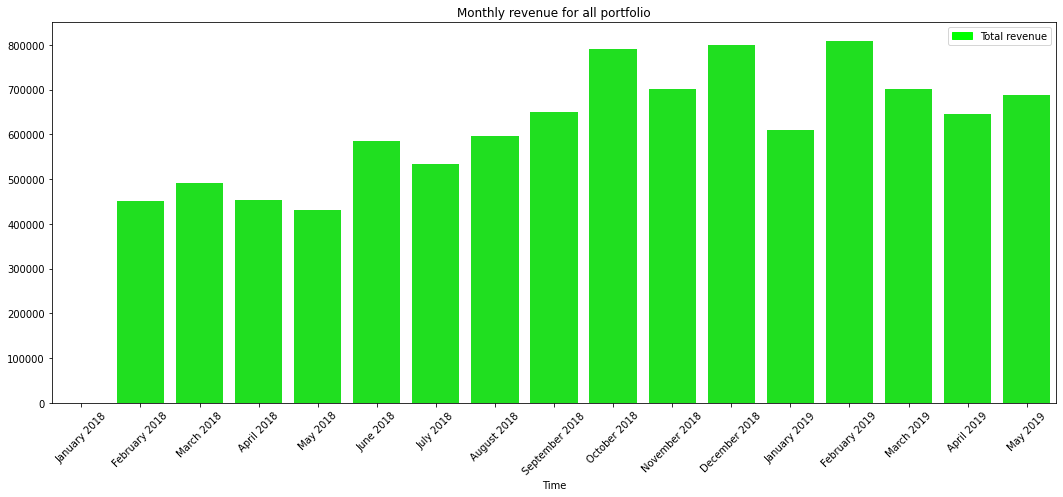 Monthly revenue for all portfolio
Total revenue
800000
700000
600000
500000
400000
300000
200000
100000
0
January 2018
February 2018
March 2018
April 2018
May 2018
June 2018
July 2018
August 2018
September 2018
October 2018
November 2018
December 2018
January 2019
February 2019
March 2019
April 2019
May 2019
Time